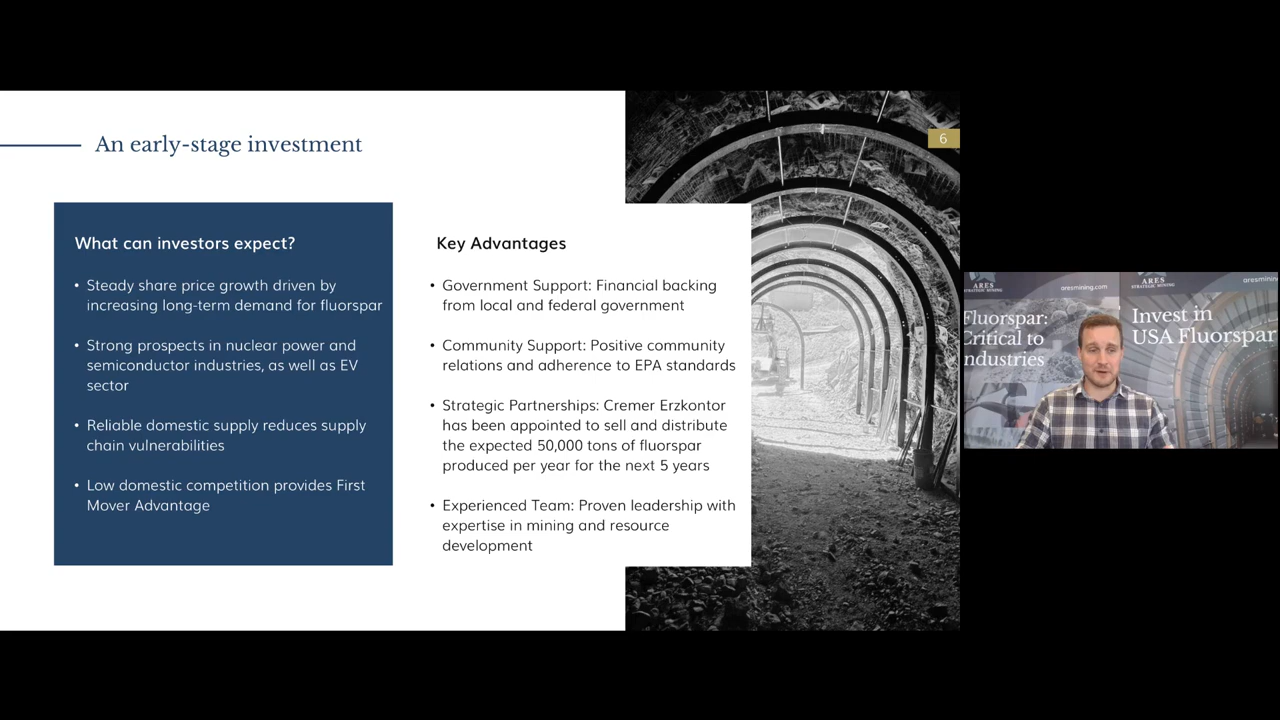 An early-stage investment
6
What can investors expect?
• Steady share price growth driven by
increasing long-term demand for fluorspar
• Strong prospects in nuclear power and
semiconductor industries, as well as EV
sector
• Reliable domestic supply reduces supply
chain vulnerabilities
• Low domestic competition provides First
Mover Advantage
Key Advantages
• Government Support: Financial backing
from local and federal government
• Community Support: Positive community
relations and adherence to EPA standards
• Strategic Partnerships: Cremer Erzkontor
has been appointed to sell and distribute
the expected 50,000 tons of fluorspar
produced per year for the next 5 years
• Experienced Team: Proven leadership with
expertise in mining and resource
development
ARES
STRATEGIC MINING
aresmining.com
Fluorspar:
Critical to
Industries
ARES
STRATEGIC MINING
aresmi
Invest in
USA Fluorspar